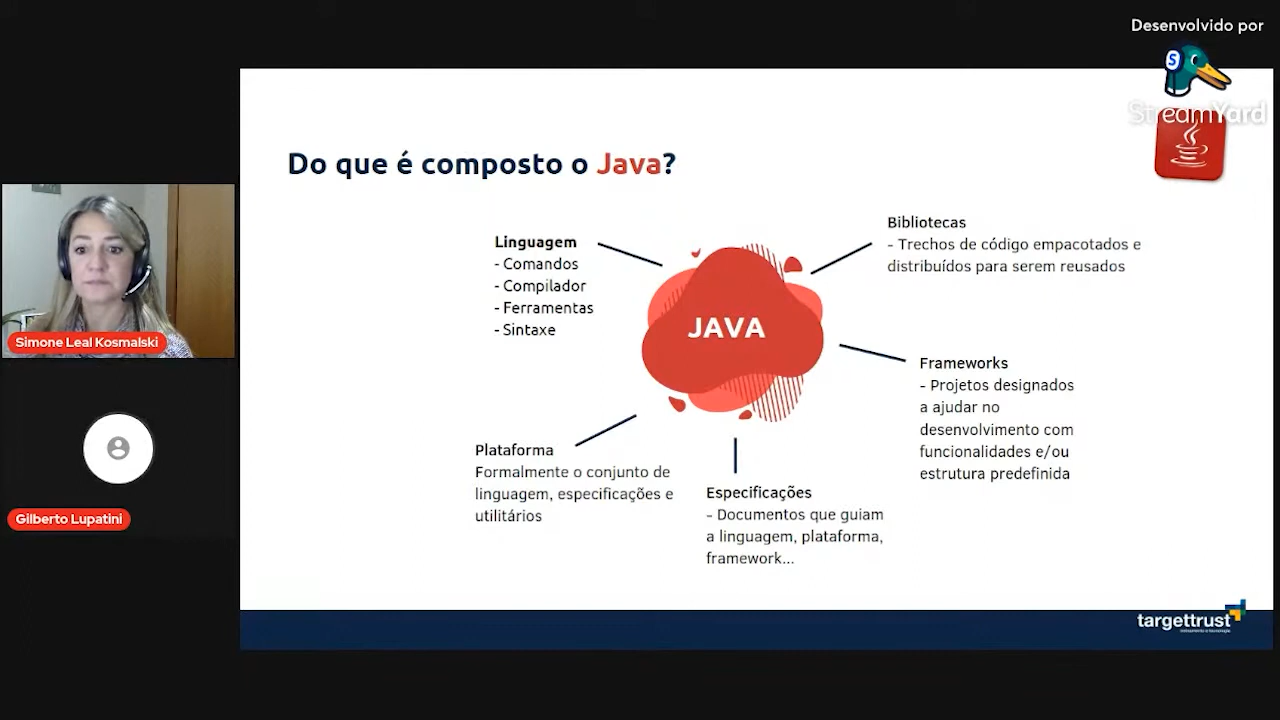 Desenvolvido por
StreamYard
Do que é composto o Java?
Linguagem
- Comandos
- Compilador
- Ferramentas
- Sintaxe
Bibliotecas
- Trechos de código empacotados e
distribuídos para serem reusados
JAVA
Frameworks
- Projetos designados
a ajudar no
desenvolvimento com
funcionalidades e/ou
estrutura predefinida
Plataforma
Formalmente o conjunto de
linguagem, especificações e
utilitários
Especificações
- Documentos que guiam
a linguagem, plataforma,
framework...
Simone Leal Kosmalski
Gilberto Lupatini
targettrust